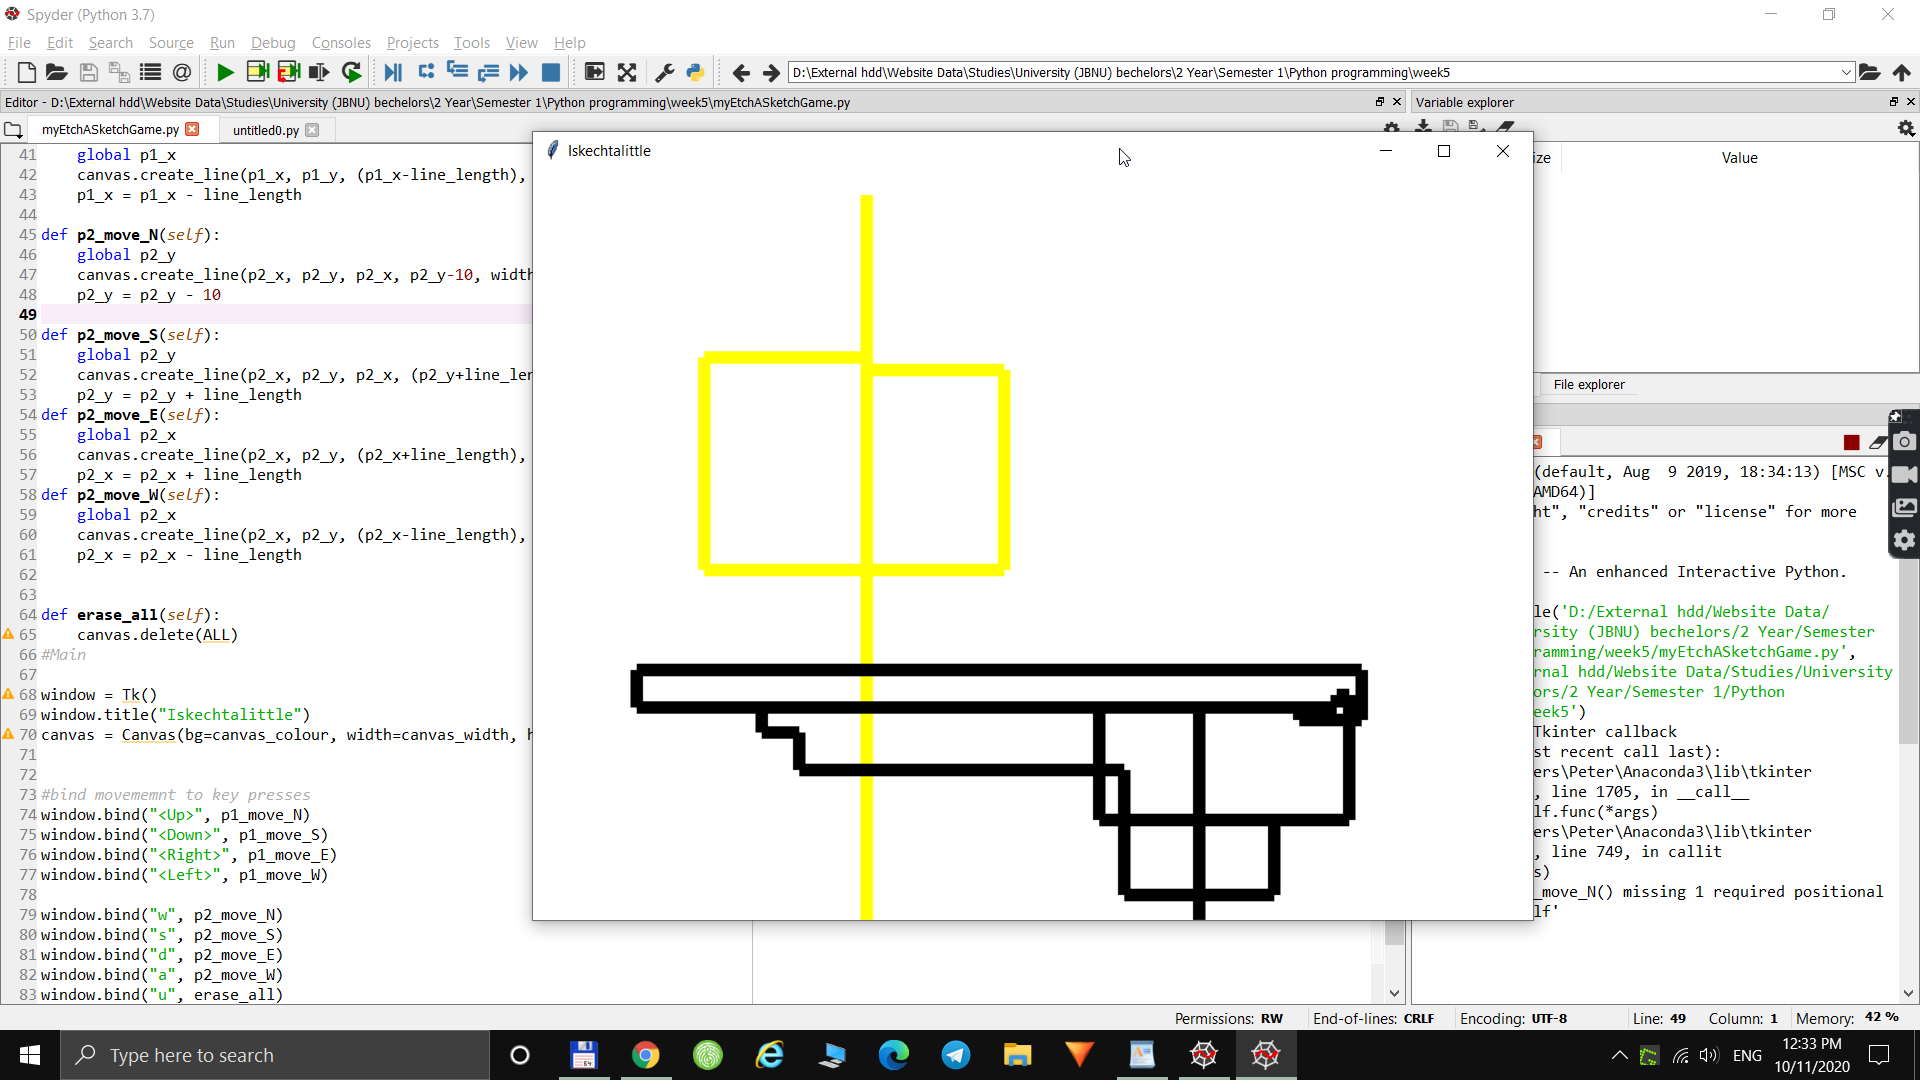 Spyder (Python 3.7)
File Edit Search Source Run Debug Consoles Projects Tools View Help
D:\External hdd\Website Data\Studies\University (JBNU) bechelors\2 Year\Semester 1\Python programming\week5
Editor - D:\External hdd\Website Data\Studies\University (JBNU) bechelors\2 Year\Semester 1\Python programming\week5\myEtchASketchGame.py
myEtchASketchGame.py untitled0.py
41 global p1_x
42 canvas.create_line(p1_x, p1_y, (p1_x-line_length),
43 p1_x = p1_x - line_length
44
45 def p2_move_N(self):
46 global p2_y
47 canvas.create_line(p2_x, p2_y, p2_x, p2_y-10, width
48 p2_y = p2_y - 10
49
50 def p2_move_S(self):
51 global p2_y
52 canvas.create_line(p2_x, p2_y, p2_x, (p2_y+line_ler
53 p2_y = p2_y + line_length
54 def p2_move_E(self):
55 global p2_x
56 canvas.create_line(p2_x, p2_y, (p2_x+line_length),
57 p2_x = p2_x + line_length
58 def p2_move_W(self):
59 global p2_x
60 canvas.create_line(p2_x, p2_y, (p2_x-line_length),
61 p2_x = p2_x - line_length
62
63
64 def erase_all(self):
65 canvas.delete(ALL)
66 #Main
67
68 window = Tk()
69 window.title("Iskechtalittle")
70 canvas = Canvas(bg=canvas_colour, width=canvas_width, h
71
72
73 #bind movememnt to key presses
74 window.bind("<Up>", p1_move_N)
75 window.bind("<Down>", p1_move_S)
76 window.bind("<Right>", p1_move_E)
77 window.bind("<Left>", p1_move_W)
78
79 window.bind("w", p2_move_N)
80 window.bind("s", p2_move_S)
81 window.bind("d", p2_move_E)
82 window.bind("a", p2_move_W)
83 window.bind("u", erase_all)
Iskechtalittle
Variable explorer
ize Value
File explorer
(default, Aug 9 2019, 18:34:13) [MSC v.
AMD64)]
ht", "credits" or "license" for more
-- An enhanced Interactive Python.
le('D:/External hdd/Website Data/
rsity (JBNU) bechelors/2 Year/Semester
ramming/week5/myEtchASketchGame.py',
rnal hdd/Website Data/Studies/University
ors/2 Year/Semester 1/Python
eek5')
Tkinter callback
st recent call last):
ers\Peter\Anaconda3\lib\tkinter
, line 1705, in __call__
lf.func(*args)
ers\Peter\Anaconda3\lib\tkinter
, line 749, in callit
s)
_move_N() missing 1 required positional
lf'
Permissions: RW End-of-lines: CRLF Encoding: UTF-8 Line: 49 Column: 1 Memory: 42 %
Type here to search
64
ENG
12:33 PM
10/11/2020